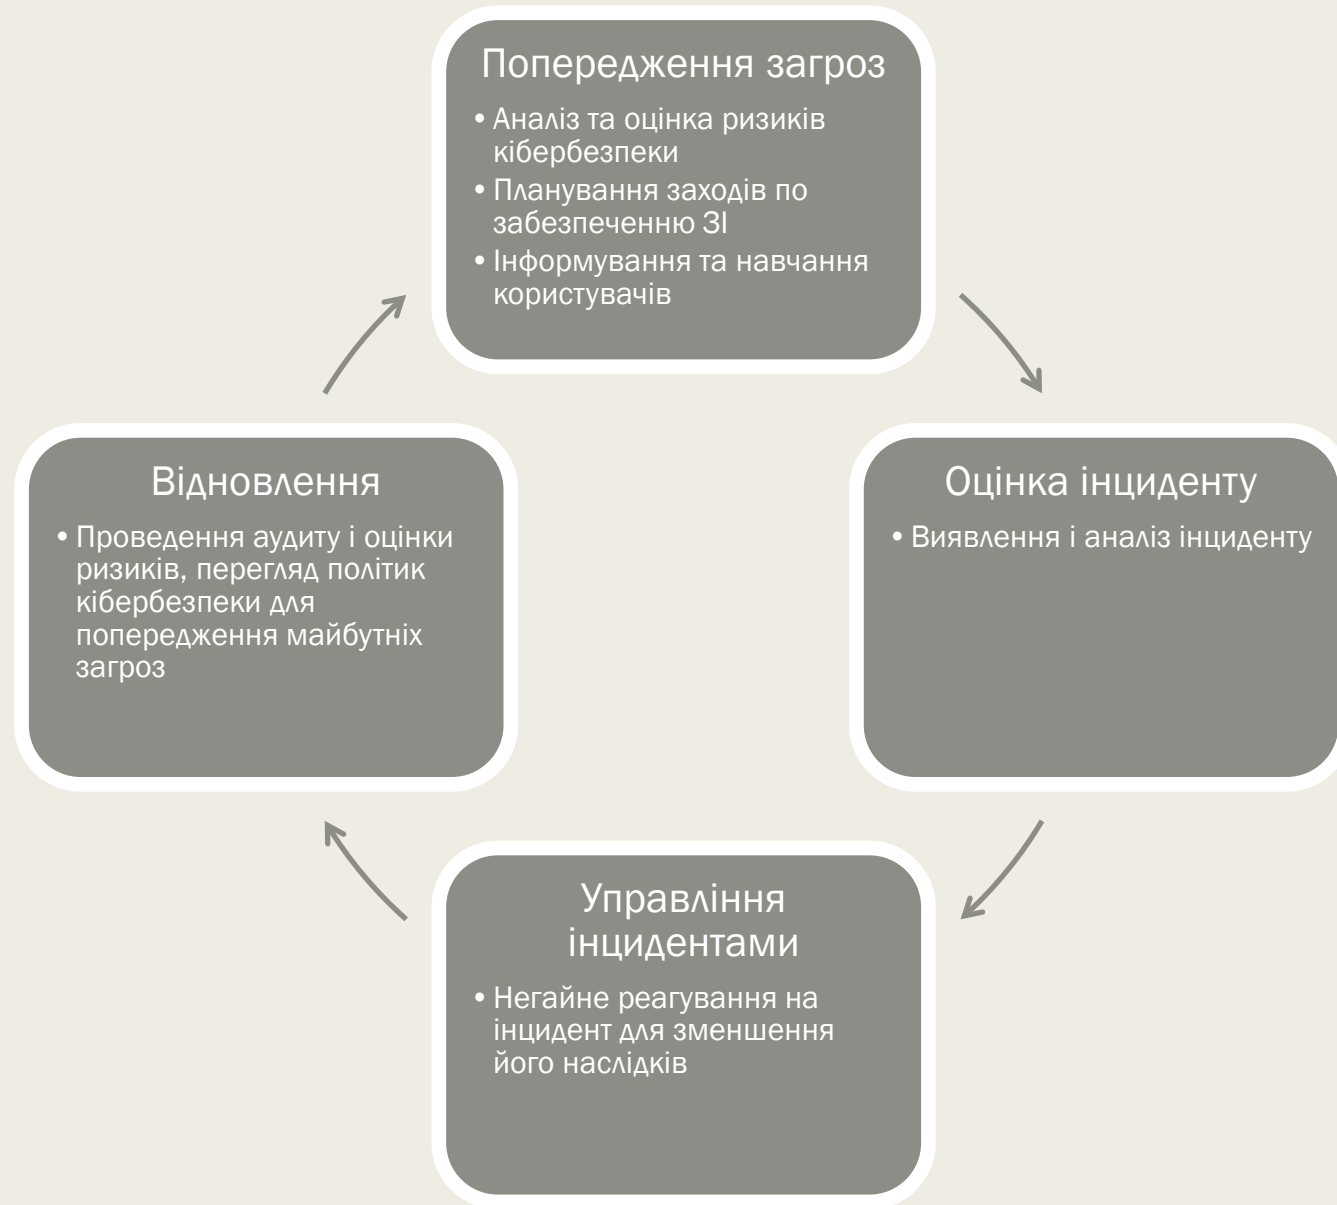 Попередження загроз
• Аналіз та оцінка ризиків
кібербезпеки
• Планування заходів по
забезпеченню ЗІ
• Інформування та навчання
користувачів
Оцінка інциденту
• Виявлення і аналіз інциденту
Управління
інцидентами
• Негайне реагування на
інцидент для зменшення
його наслідків
Відновлення
• Проведення аудиту і оцінки
ризиків, перегляд політик
кібербезпеки для
попередження майбутніх
загроз